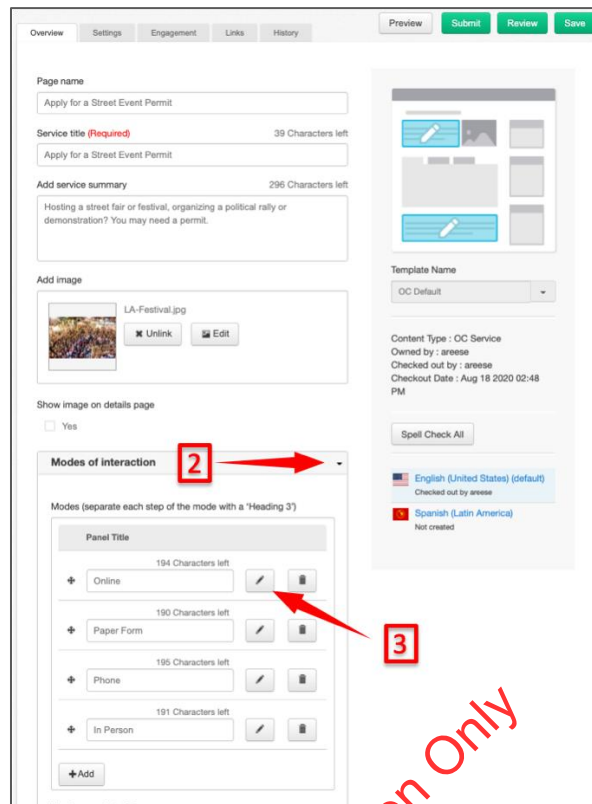 Preview Submit Review Save
Overview Settings Engagement Links History
Page name
Apply for a Street Event Permit
Service title (Required) 39 Characters left
Apply for a Street Event Permit
Add service summary 296 Characters left
Hosting a street fair or festival, organizing a political rally or
demonstration? You may need a permit.
Add image
LA-Festival.jpg
Unlink Edit
Show image on details page
Yes
Modes of interaction 2
Modes (separate each step of the mode with a 'Heading 3')
Panel Title
194 Characters left
Online
190 Characters left
Paper Form
195 Characters left
Phone
191 Characters left
In Person
+Add
3
Template Name
OC Default
Content Type : OC Service
Owned by : areese
Checked out by : areese
Checkout Date : Aug 18 2020 02:48
PM
Spell Check All
English (United States) (default)
Checked out by areese
Spanish (Latin America)
Not created
Only